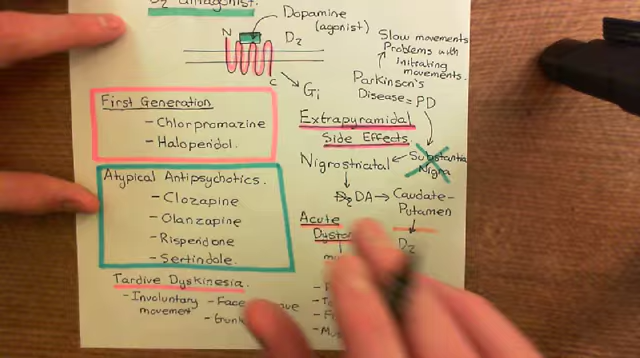 D₂ antagonist
Dopamine
(agonist)
N
D₂
C
Gi
Slow movements
Problems with
initiating
movements.
Parkinson's
Disease = PD
First Generation
- Chlorpromazine
- Haloperidol.
Extrapyramidal
Side Effects
Substantia
Nigra
Nigrostriatal
DA → Caudate-
Putamen
D₂
Atypical Antipsychotics.
- Clozapine
- Olanzapine
- Risperidone
- Sertindole.
Acute
Tardive Dyskinesia
- Involuntary
movement
- Face